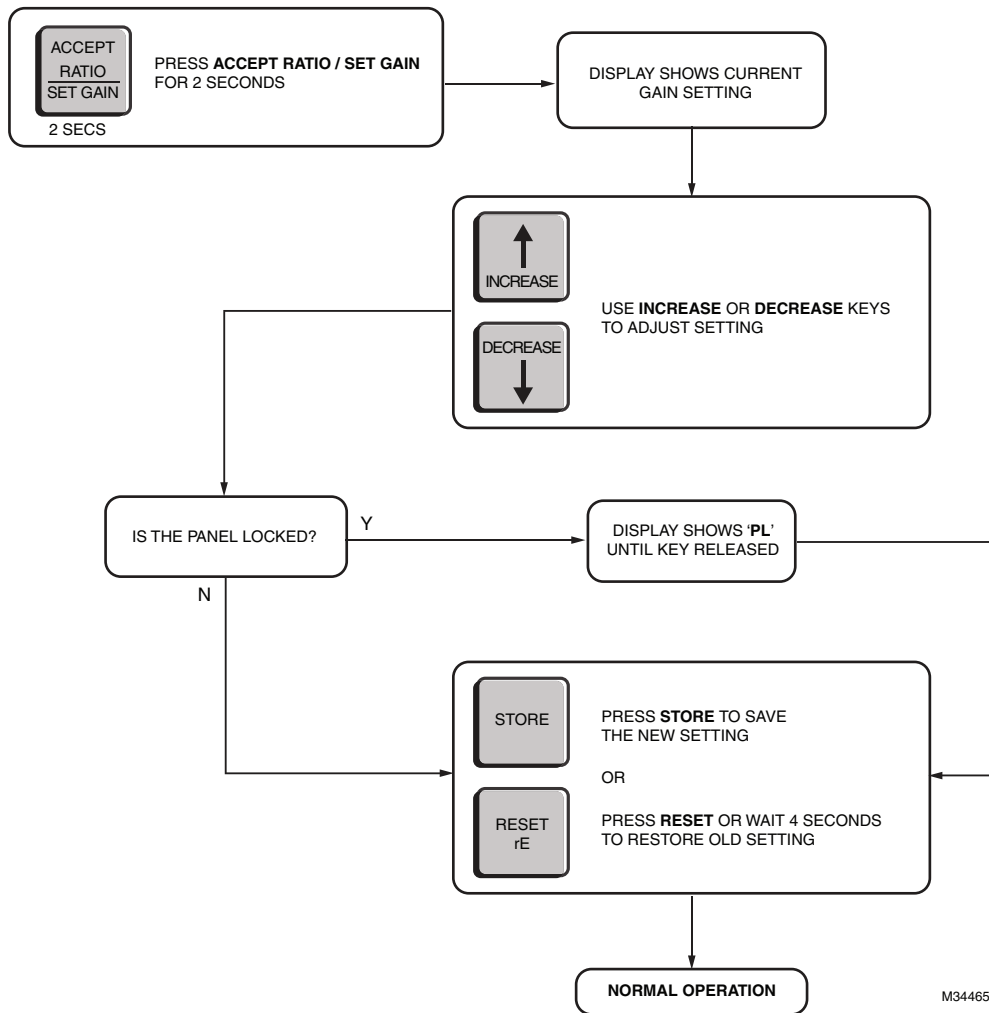 ACCEPT
RATIO
SET GAIN
2 SECS
PRESS ACCEPT RATIO / SET GAIN
FOR 2 SECONDS
DISPLAY SHOWS CURRENT
GAIN SETTING
INCREASE
DECREASE
USE INCREASE OR DECREASE KEYS
TO ADJUST SETTING
IS THE PANEL LOCKED?
Y
N
DISPLAY SHOWS ‘PL’
UNTIL KEY RELEASED
STORE
PRESS STORE TO SAVE
THE NEW SETTING
OR
RESET
rE
PRESS RESET OR WAIT 4 SECONDS
TO RESTORE OLD SETTING
NORMAL OPERATION
M34465